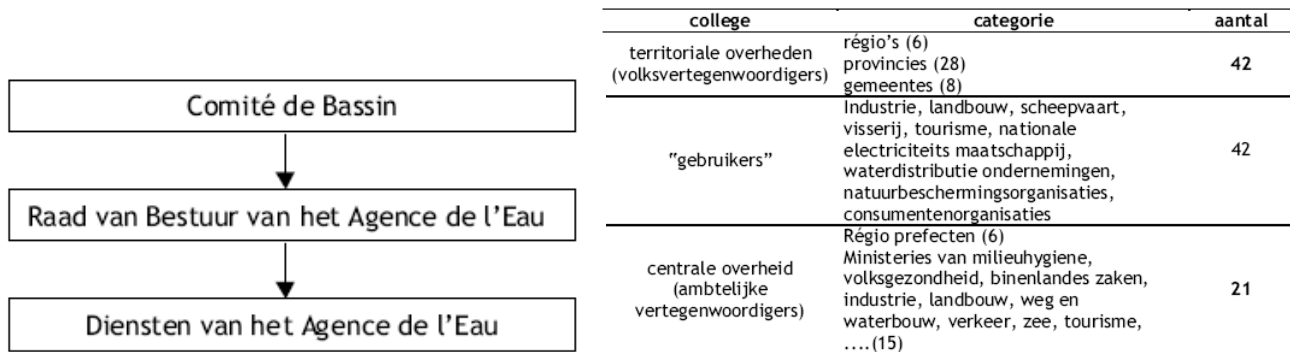 Comité de Bassin
Raad van Bestuur van het Agence de l'Eau
Diensten van het Agence de l'Eau
college categorie aantal
territoriale overheden
(volksvertegenwoordigers)
régio's (6)
provincies (28)
gemeentes (8)
42
"gebruikers"
Industrie, landbouw, scheepvaart,
visserij, tourisme, nationale
electriciteits maatschappij,
waterdistributie ondernemingen,
natuurbeschermingsorganisaties,
consumentenorganisaties
42
centrale overheid
(ambtelijke
vertegenwoordigers)
Régio prefecten (6)
Ministeries van milieuhygiene,
volksgezondheid, binenlandes zaken,
industrie, landbouw, weg en
waterbouw, verkeer, zee, tourisme,
....(15)
21